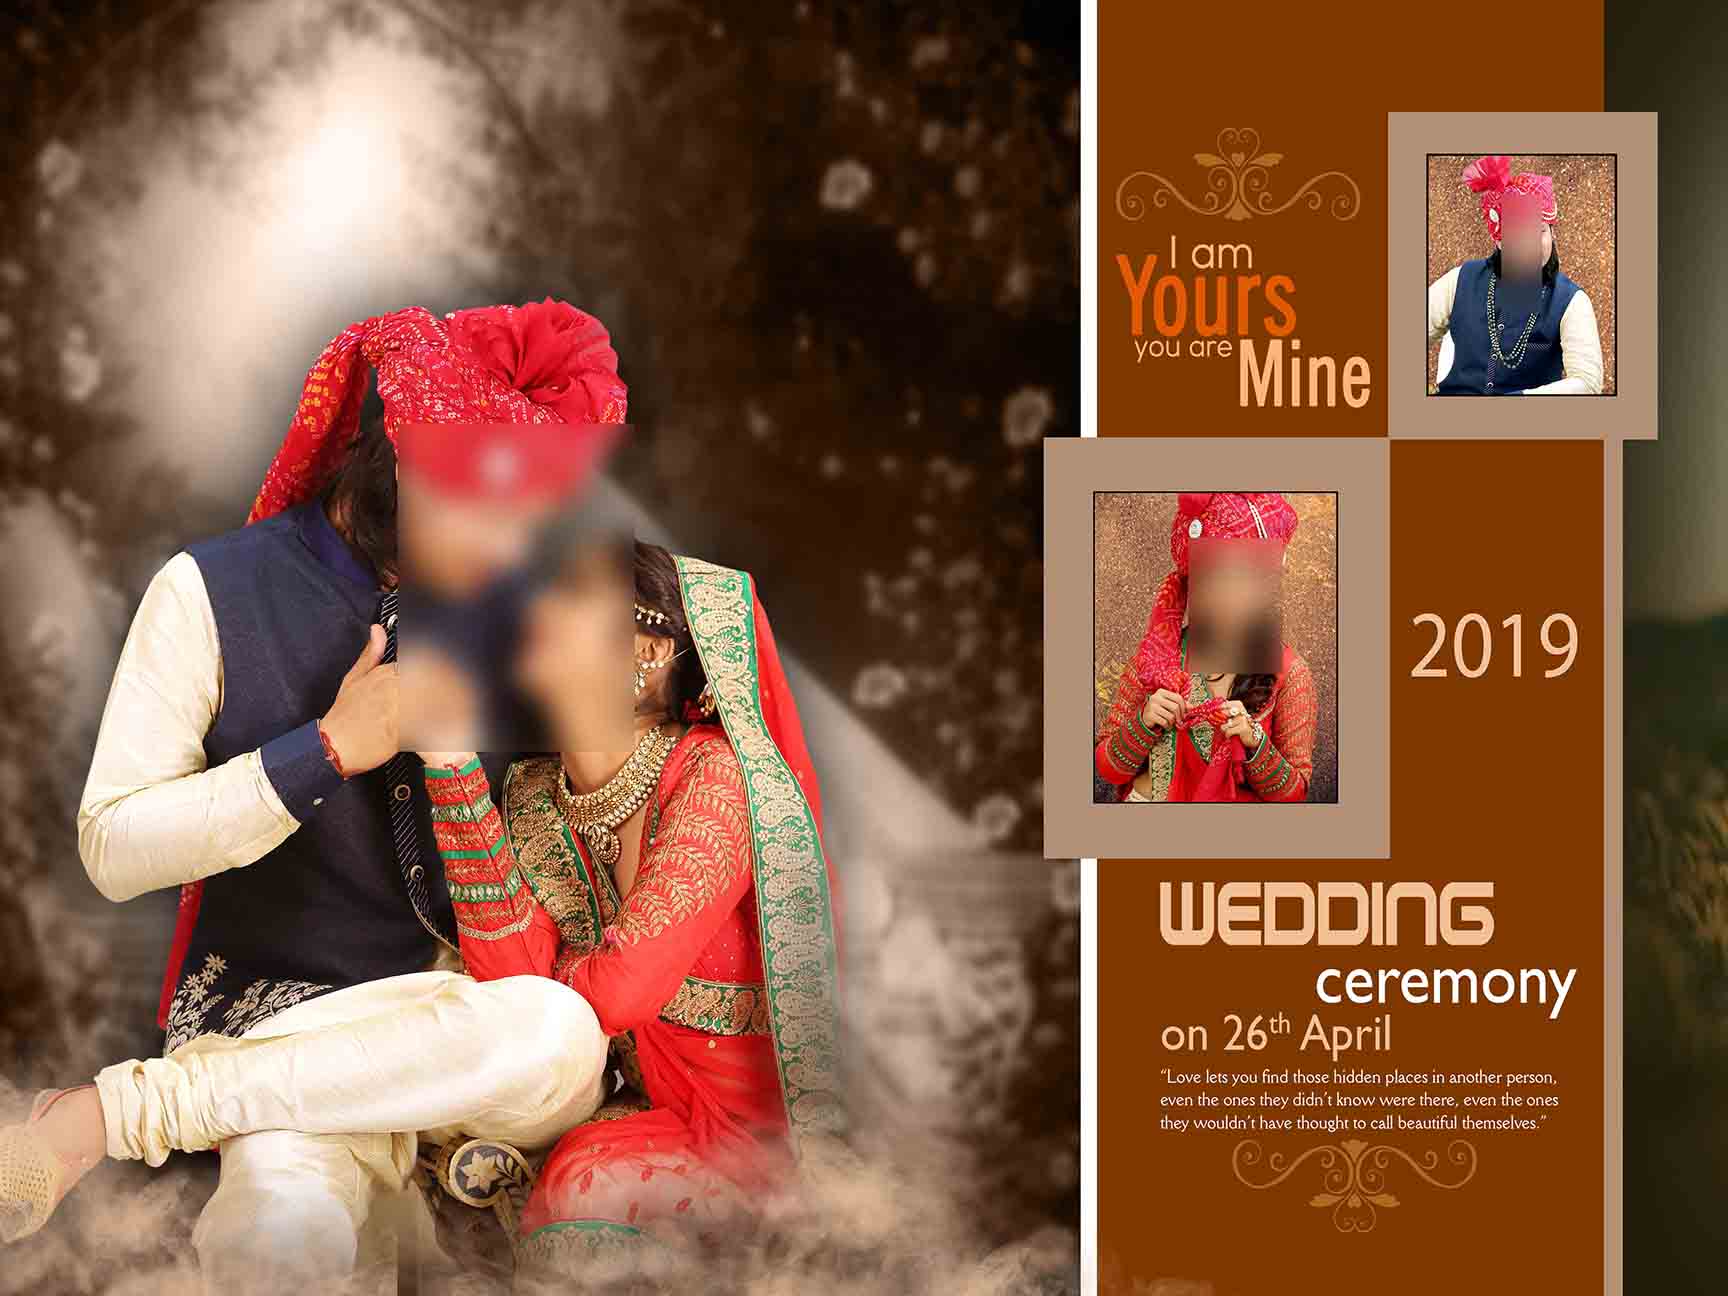 I am
Yours
you are
Mine
2019
WEDDING
ceremony
on 26th April
“Love lets you find those hidden places in another person,
even the ones they didn’t know were there, even the ones
they wouldn’t have thought to call beautiful themselves.”